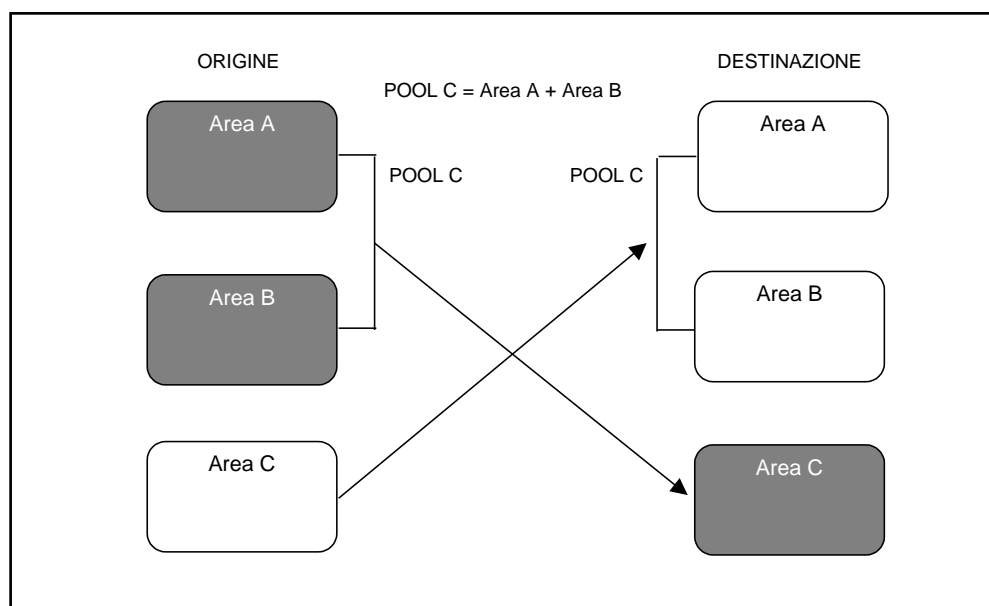 ORIGINE
DESTINAZIONE
POOL C = Area A + Area B
Area A
Area A
POOL C
POOL C
Area B
Area B
Area C
Area C